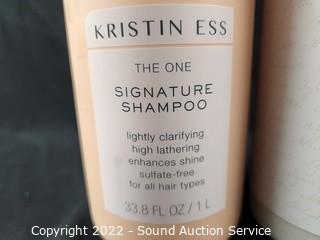 KRISTIN ESS
THE ONE
SIGNATURE
SHAMPOO
lightly clarifying
high lathering
enhances shine
sulfate-free
for all hair types
33.8 FL OZ / 1 L
Copyright 2022 - Sound Auction Service